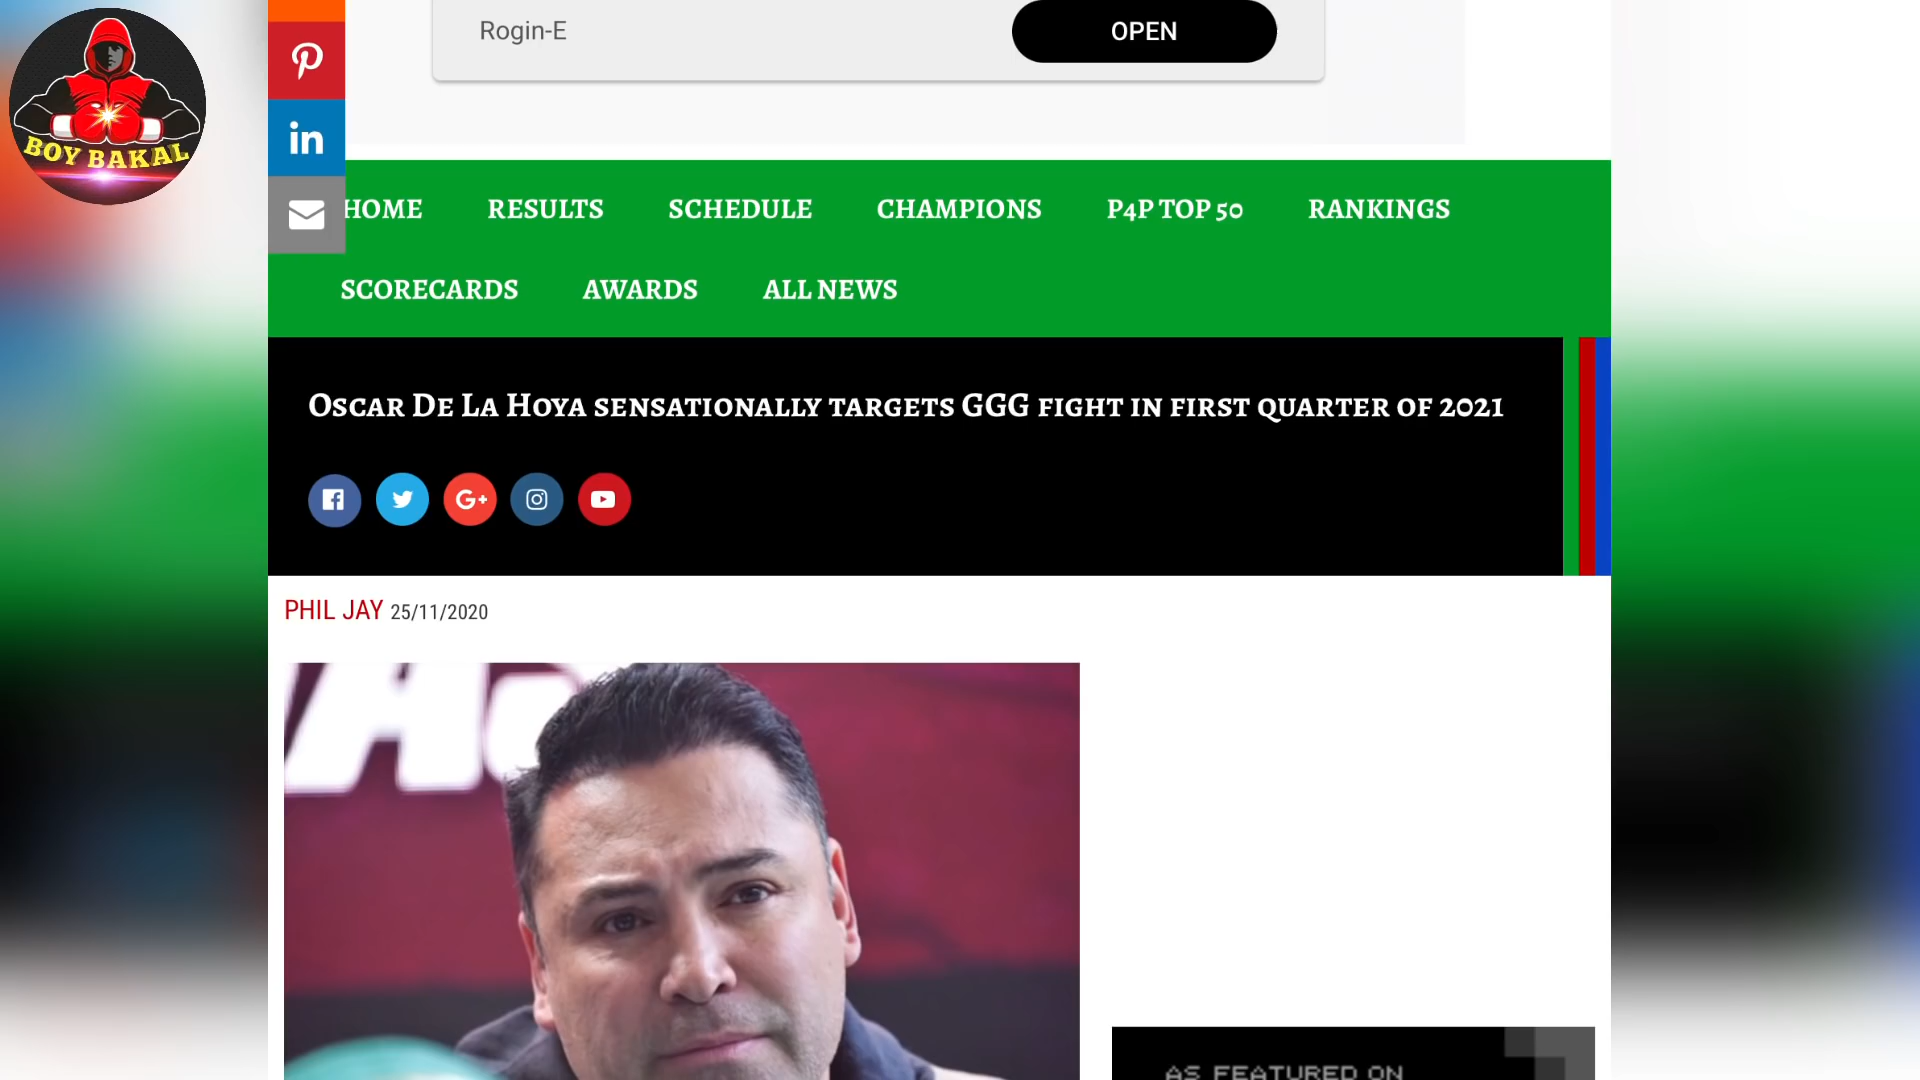 Rogin-E
OPEN
BOY BAKAL
in
HOME RESULTS SCHEDULE CHAMPIONS P4P TOP 50 RANKINGS
SCORECARDS AWARDS ALL NEWS
Oscar De La Hoya sensationally targets GGG fight in first quarter of 2021
G+
PHIL JAY 25/11/2020
AS FEATURED ON